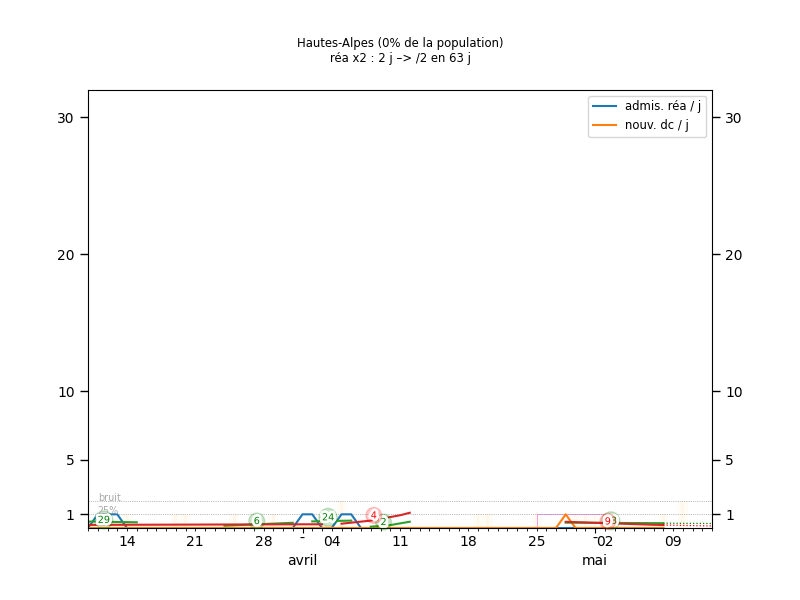 Hautes-Alpes (0% de la population)
réa x2 : 2 j –> /2 en 63 j
admis. réa / j
nouv. dc / j
30 30
20 20
10 10
5 5
bruit
25%
1 1
29 6 24 4 2 9
14 21 28 - 04 11 18 25 - 02 09
avril mai